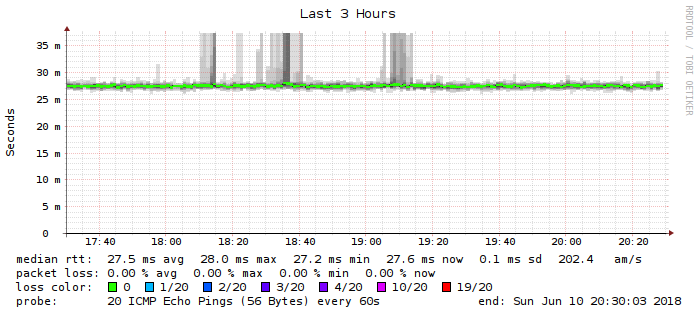 Last 3 Hours
RRDTOOL / TOBI OETIKER
Seconds
35 m
30 m
25 m
20 m
15 m
10 m
5 m
0
17:40 18:00 18:20 18:40 19:00 19:20 19:40 20:00 20:20
median rtt: 27.5 ms avg 28.0 ms max 27.2 ms min 27.6 ms now 0.1 ms sd 202.4 am/s
packet loss: 0.00 % avg 0.00 % max 0.00 % min 0.00 % now
loss color: 0 1/20 2/20 3/20 4/20 10/20 19/20
probe: 20 ICMP Echo Pings (56 Bytes) every 60s end: Sun Jun 10 20:30:03 2018